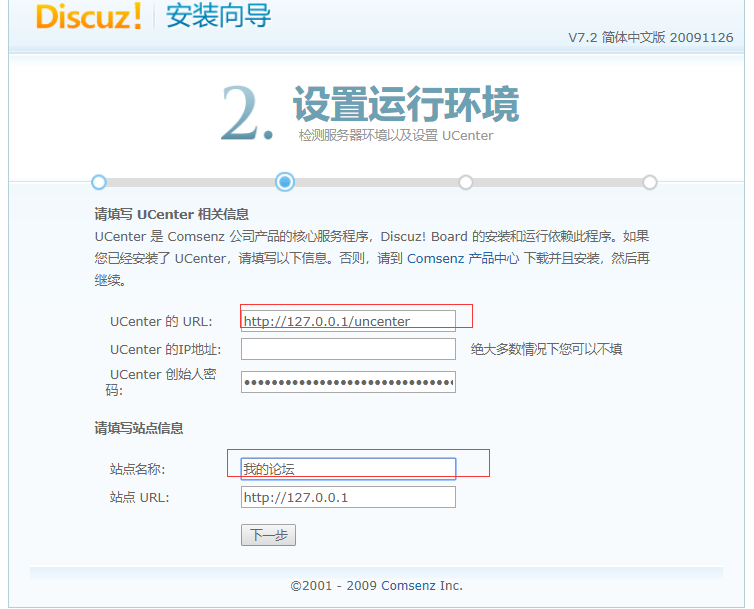 Discuz! 安装向导
V7.2 简体中文版 20091126
2. 设置运行环境
检测服务器环境以及设置 UCenter
请填写 UCenter 相关信息
UCenter 是 Comsenz 公司产品的核心服务程序，Discuz! Board 的安装和运行依赖此程序。如果
您已经安装了 UCenter，请填写以下信息。否则，请到 Comsenz 产品中心 下载并且安装，然后再
继续。
UCenter 的 URL: http://127.0.0.1/uncenter
UCenter 的IP地址: 绝大多数情况下您可以不填
UCenter 创始人密
码:
请填写站点信息
站点名称: 我的论坛
站点 URL: http://127.0.0.1
下一步
©2001 - 2009 Comsenz Inc.